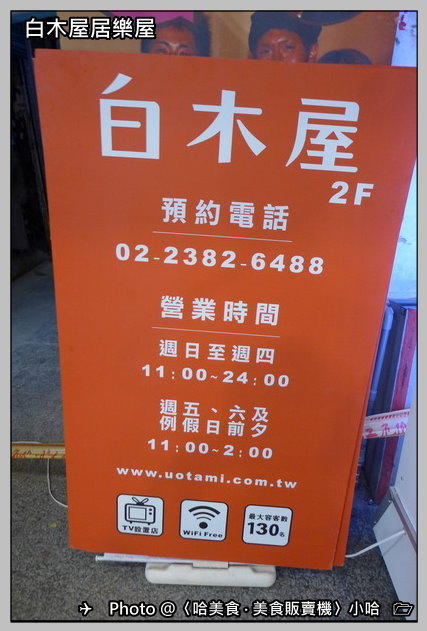 白木屋居樂屋
白木屋
2F
預約電話
02-2382-6488
營業時間
週日至週四
11:00~24:00
週五、六及
例假日前夕
11:00~2:00
www.uotami.com.tw
TV設置店
WiFi Free
最大容客數
130名
Photo @〈哈美食·美食販賣機〉小哈